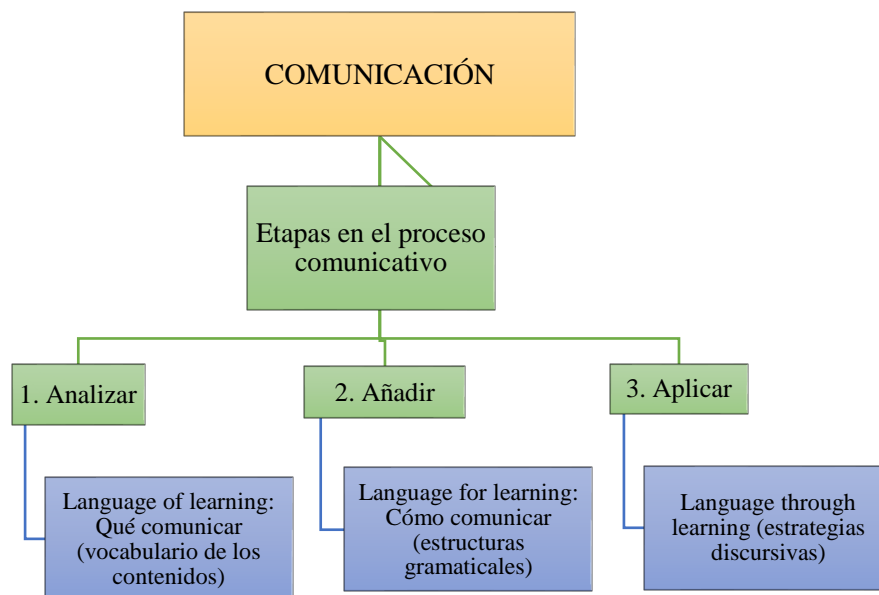 COMUNICACIÓN
Etapas en el proceso
comunicativo
1. Analizar
2. Añadir
3. Aplicar
Language of learning:
Qué comunicar
(vocabulario de los
contenidos)
Language for learning:
Cómo comunicar
(estructuras
gramaticales)
Language through
learning (estrategias
discursivas)